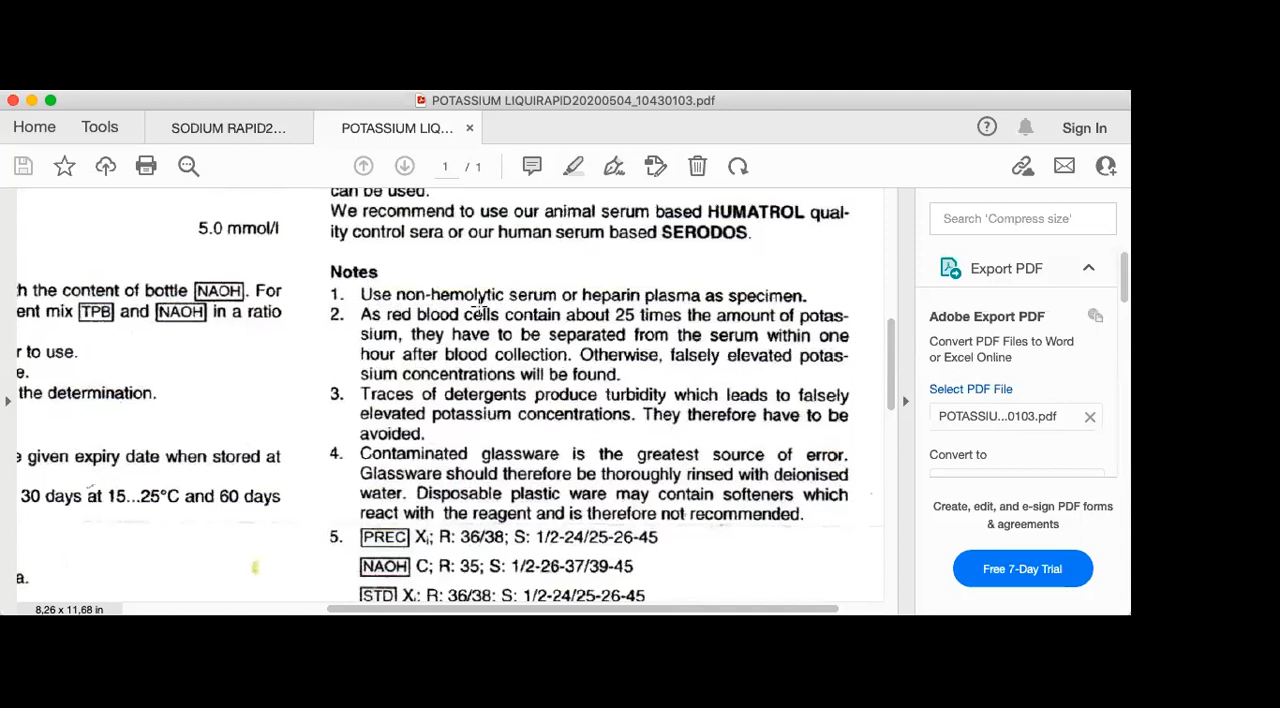 POTASSIUM LIQUIRAPID20200504_10430103.pdf
Home Tools SODIUM RAPID2... POTASSIUM LIQ... × ? Sign In
1 / 1
can be used.
We recommend to use our animal serum based HUMATROL qual-
ity control sera or our human serum based SERODOS.
5.0 mmol/l
Notes
h the content of bottle NAOH. For
ent mix TPB and NAOH in a ratio
r to use.
e.
the determination.
given expiry date when stored at
30 days at 15...25°C and 60 days
a.
1. Use non-hemolytic serum or heparin plasma as specimen.
2. As red blood cells contain about 25 times the amount of potas-
sium, they have to be separated from the serum within one
hour after blood collection. Otherwise, falsely elevated potas-
sium concentrations will be found.
3. Traces of detergents produce turbidity which leads to falsely
elevated potassium concentrations. They therefore have to be
avoided.
4. Contaminated glassware is the greatest source of error.
Glassware should therefore be thoroughly rinsed with deionised
water. Disposable plastic ware may contain softeners which
react with the reagent and is therefore not recommended.
5. PREC Xi; R: 36/38; S: 1/2-24/25-26-45
NAOH C; R: 35; S: 1/2-26-37/39-45
STD Xi: R: 36/38: S: 1/2-24/25-26-45
8,26 x 11,68 in
Search 'Compress size'
Export PDF
Adobe Export PDF
Convert PDF Files to Word
or Excel Online
Select PDF File
POTASSIU...0103.pdf
Convert to
Create, edit, and e-sign PDF forms
& agreements
Free 7-Day Trial